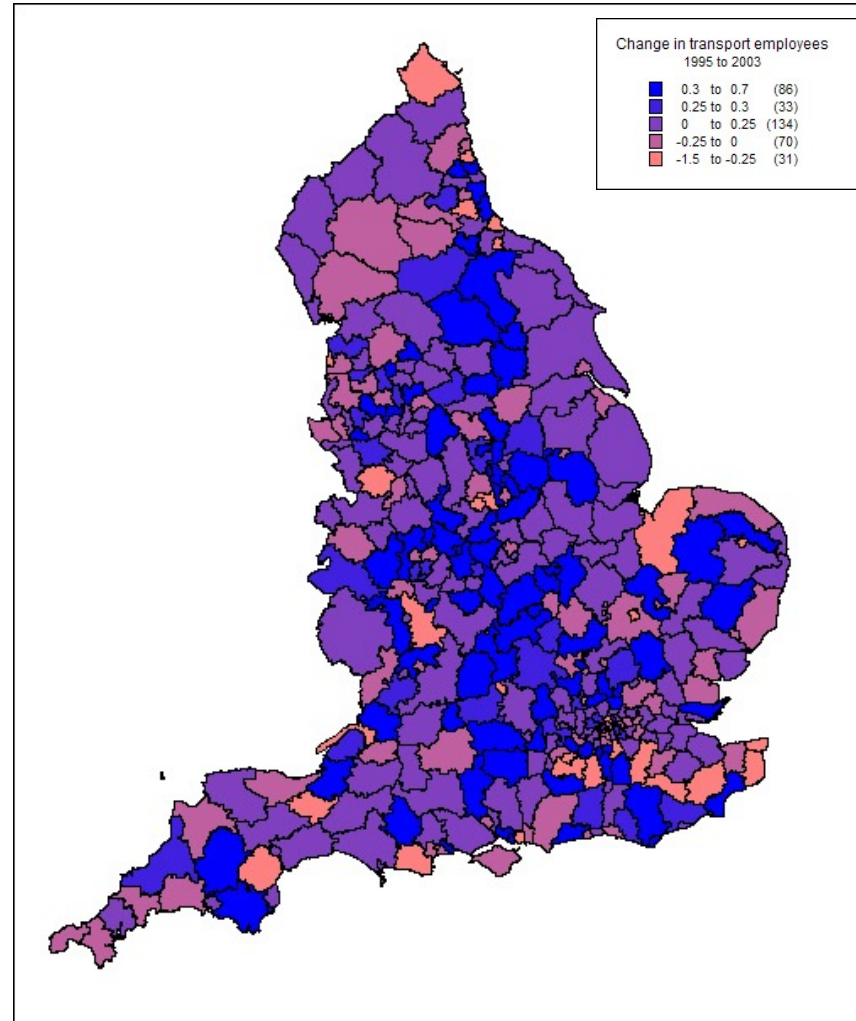 Change in transport employees
1995 to 2003
0.3 to 0.7 (86)
0.25 to 0.3 (33)
0 to 0.25 (134)
-0.25 to 0 (70)
-1.5 to -0.25 (31)